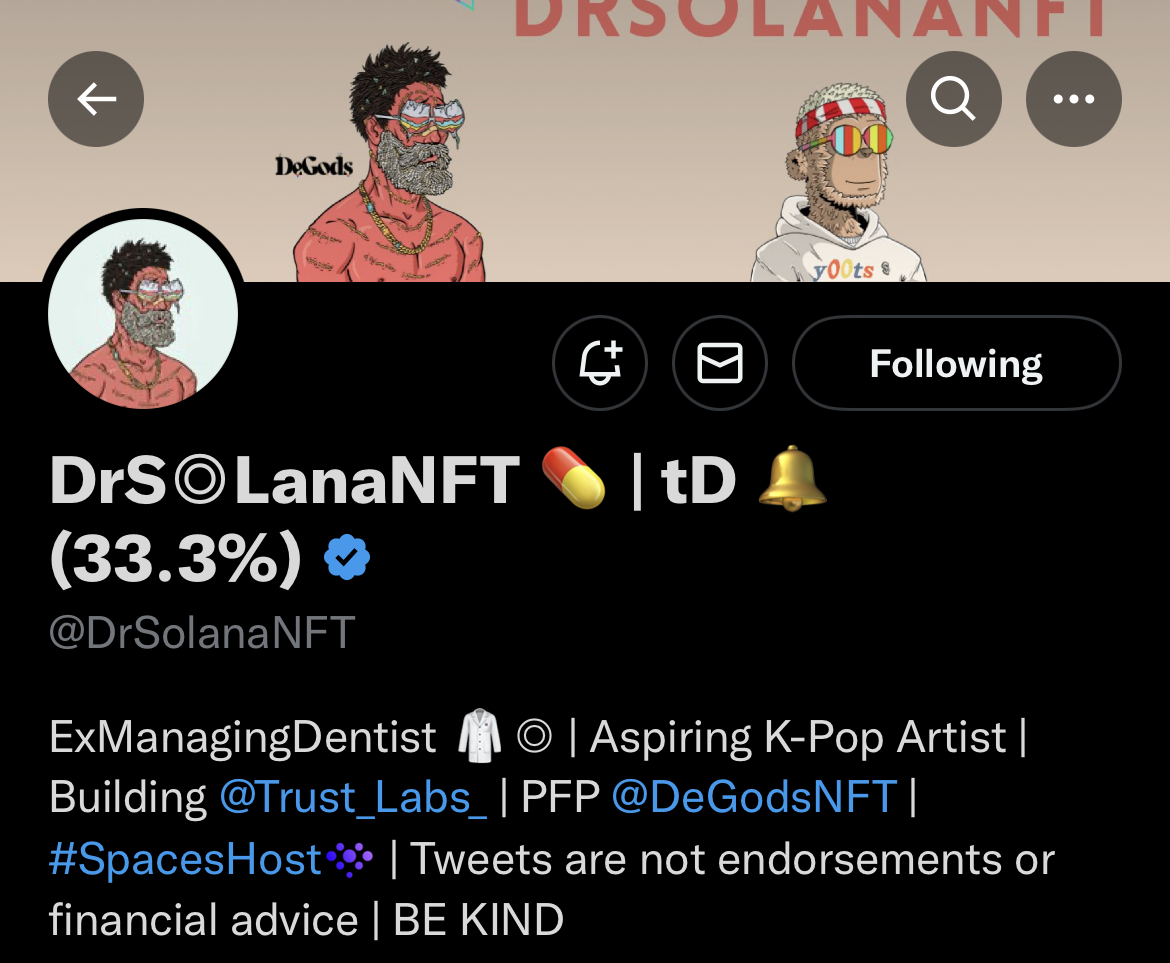 DRSOLANANFT
DeGods
y00ts
Following
DrS◎LanaNFT 💊 | tD 🔔
(33.3%)
@DrSolanaNFT
ExManagingDentist 🥼 ◎ | Aspiring K-Pop Artist |
Building @Trust_Labs_ | PFP @DeGodsNFT |
#SpacesHost | Tweets are not endorsements or
financial advice | BE KIND